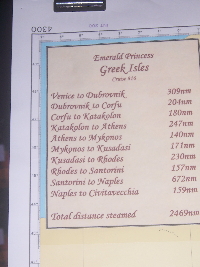 4300
Emerald Princess
Greek Isles
Venice to Dubrovnik 309nm
Dubrovnik to Corfu 204nm
Corfu to Katakolon 180nm
Katakolon to Athens 247nm
Athens to Mykonos 140nm
Mykonos to Kusadasi 171nm
Kusadasi to Rhodes 230nm
Rhodes to Santorini 157nm
Santorini to Naples 672nm
Naples to Civitavecchia 159nm
Total distance steamed 2469nm